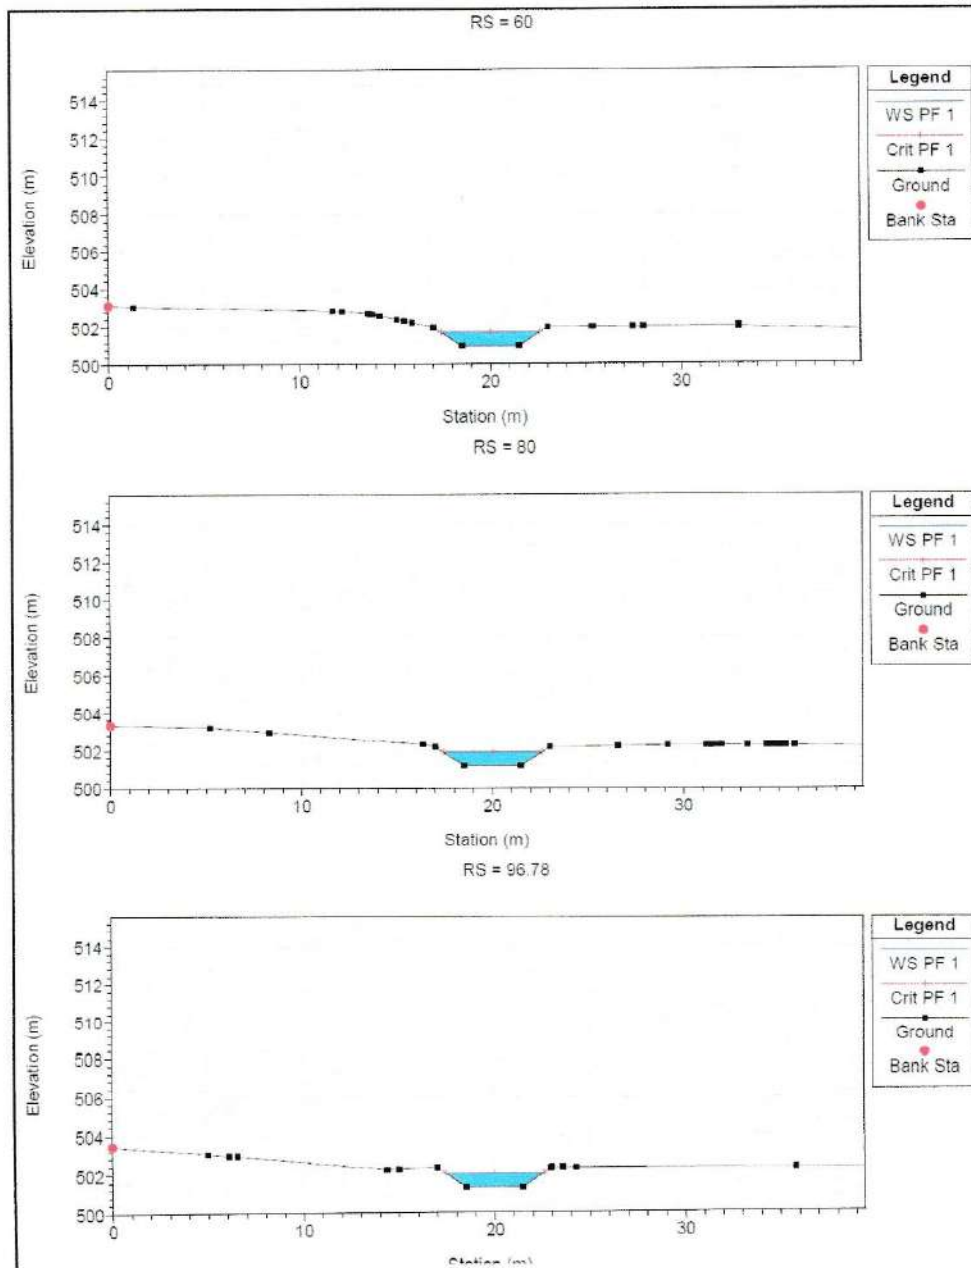 RS = 60
Elevation (m)
514
512
510
508
506
504
502
500
0
10
20
30
Station (m)
Legend
WS PF 1
Crit PF 1
Ground
Bank Sta
RS = 80
Elevation (m)
514
512
510
508
506
504
502
500
0
10
20
30
Station (m)
Legend
WS PF 1
Crit PF 1
Ground
Bank Sta
RS = 96.78
Elevation (m)
514
512
510
508
506
504
502
500
0
10
20
30
Station (m)
Legend
WS PF 1
Crit PF 1
Ground
Bank Sta